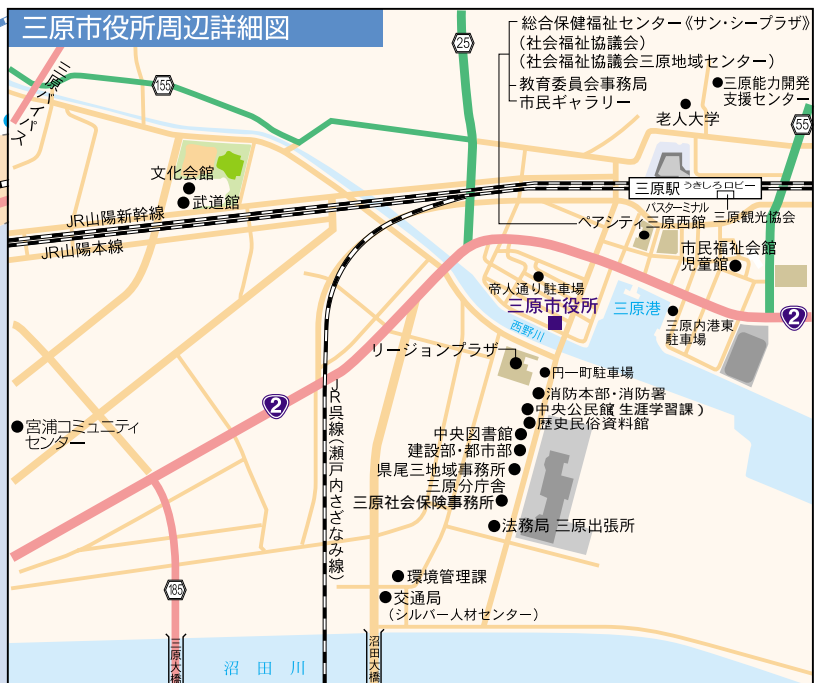 三原市役所周辺詳細図
総合保健福祉センター《サン・シープラザ》
（社会福祉協議会）
（社会福祉協議会三原地域センター）
教育委員会事務局
市民ギャラリー
25
155
三原バイパス
三原能力開発
支援センター
老人大学
55
文化会館
武道館
三原駅 うきしろロビー
バスターミナル
三原観光協会
ペアシティ三原西館
JR山陽新幹線
JR山陽本線
市民福祉会館
児童館
帝人通り駐車場
三原市役所
三原港
2
三原内港東
駐車場
西野川
リージョンプラザ
円一町駐車場
消防本部・消防署
2
中央公民館（生涯学習課）
歴史民俗資料館
宮浦コミュニティ
センター
中央図書館
建設部・都市部
県尾三地域事務所
三原分庁舎
三原社会保険事務所
法務局 三原出張所
JR呉線（瀬戸内さざなみ線）
環境管理課
交通局
（シルバー人材センター）
185
三原大橋
沼田川
沼田大橋